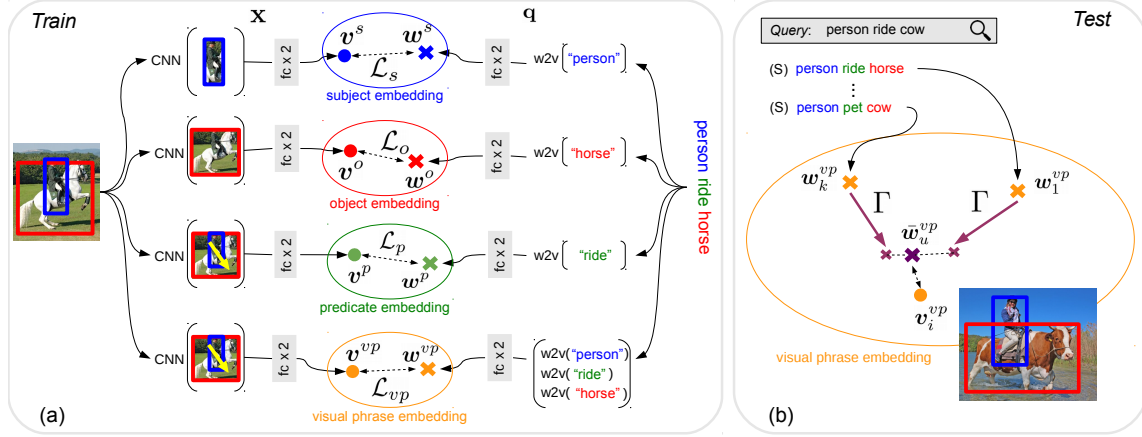 Train
x
q
CNN
fc x 2
v^s
w^s
L_s
subject embedding
fc x 2
w2v( “person” )
CNN
fc x 2
v^o
L_o
w^o
object embedding
fc x 2
w2v( “horse” )
CNN
fc x 2
v^p
L_p
w^p
predicate embedding
fc x 2
w2v( “ride” )
CNN
fc x 2
v^vp
w^vp
L_vp
visual phrase embedding
fc x 2
w2v( “person” )
w2v( “ride” )
w2v( “horse” )
person ride horse
(a)
Test
Query: person ride cow
(S) person ride horse
(S) person pet cow
w_k^vp
w_1^vp
Γ
Γ
w̄_u^vp
v_i^vp
visual phrase embedding
(b)